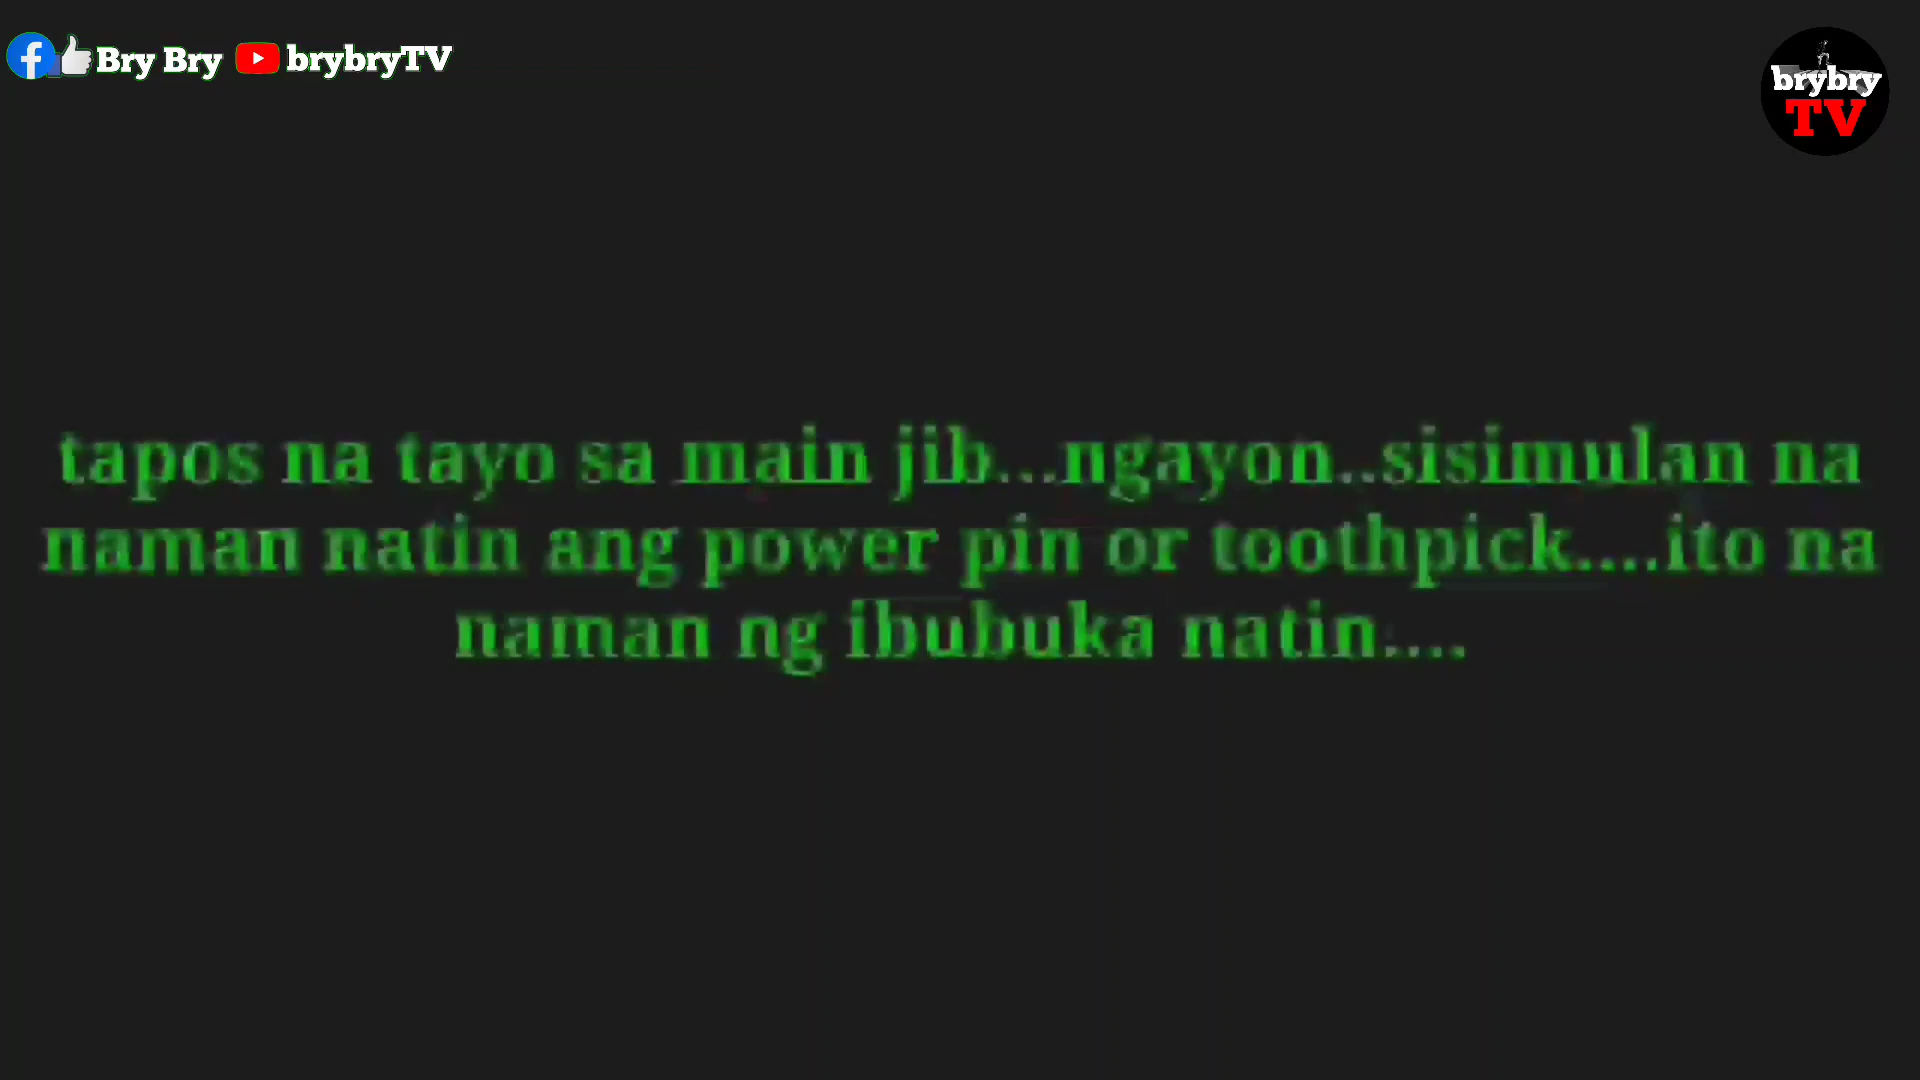 Bry Bry brybryTV
brybry
TV
tapos na tayo sa main jib...ngayon..sisimulan na
naman natin ang power pin or toothpick....ito na
naman ng ibubuka natin....